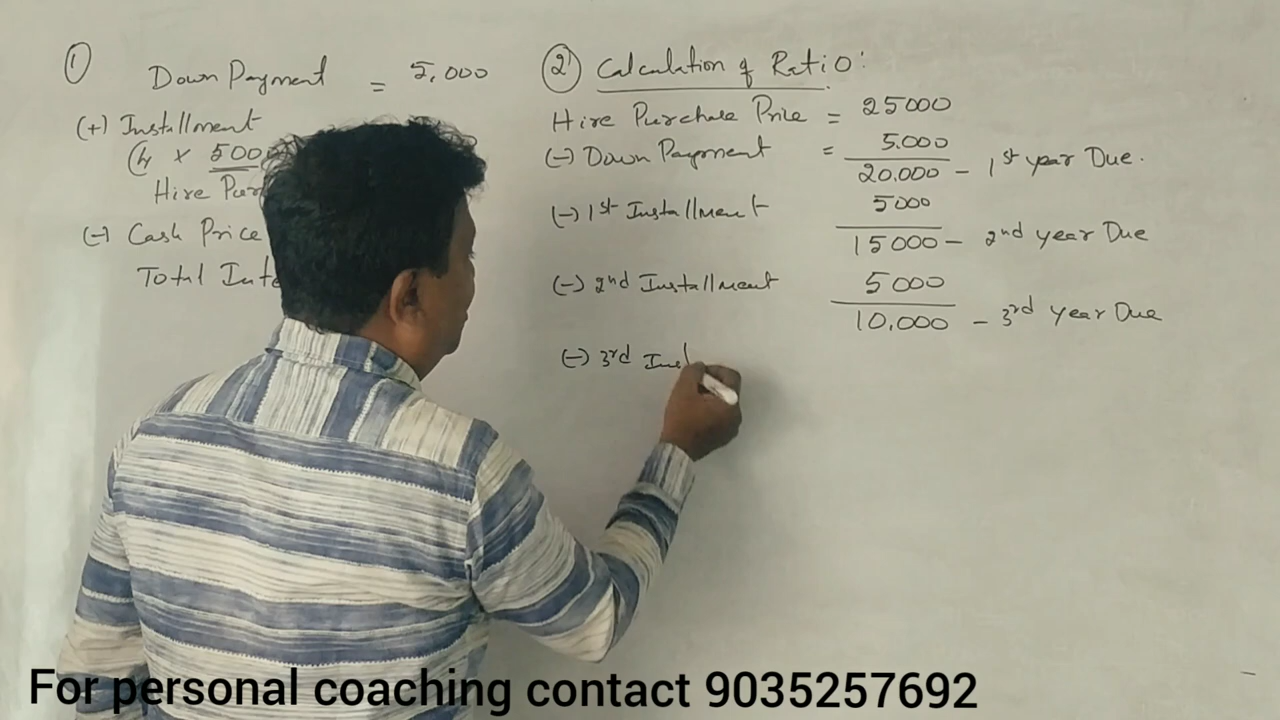 ①
Down Payment = 5,000
(+) Installment
(4 × 500
Hire Pur
(-) Cash Price
Total Inte
② Calculation of Ratio:
Hire Purchase Price = 25000
(-) Down Payment = 5.000
20.000 - 1st year Due.
(-) 1st Installment 5000
15000 - 2nd year Due
(-) 2nd Installment 5000
10,000 - 3rd year Due
(-) 3rd Inst
For personal coaching contact 9035257692